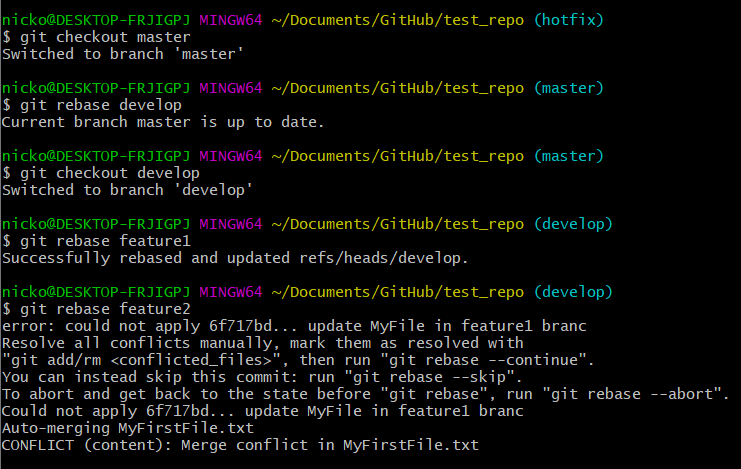 nicko@DESKTOP-FRJIGPJ MINGW64 ~/Documents/GitHub/test_repo (hotfix)
$ git checkout master
Switched to branch 'master'
nicko@DESKTOP-FRJIGPJ MINGW64 ~/Documents/GitHub/test_repo (master)
$ git rebase develop
Current branch master is up to date.
nicko@DESKTOP-FRJIGPJ MINGW64 ~/Documents/GitHub/test_repo (master)
$ git checkout develop
Switched to branch 'develop'
nicko@DESKTOP-FRJIGPJ MINGW64 ~/Documents/GitHub/test_repo (develop)
$ git rebase feature1
Successfully rebased and updated refs/heads/develop.
nicko@DESKTOP-FRJIGPJ MINGW64 ~/Documents/GitHub/test_repo (develop)
$ git rebase feature2
error: could not apply 6f717bd... update MyFile in feature1 branc
Resolve all conflicts manually, mark them as resolved with
"git add/rm <conflicted_files>", then run "git rebase --continue".
You can instead skip this commit: run "git rebase --skip".
To abort and get back to the state before "git rebase", run "git rebase --abort".
Could not apply 6f717bd... update MyFile in feature1 branc
Auto-merging MyFirstFile.txt
CONFLICT (content): Merge conflict in MyFirstFile.txt